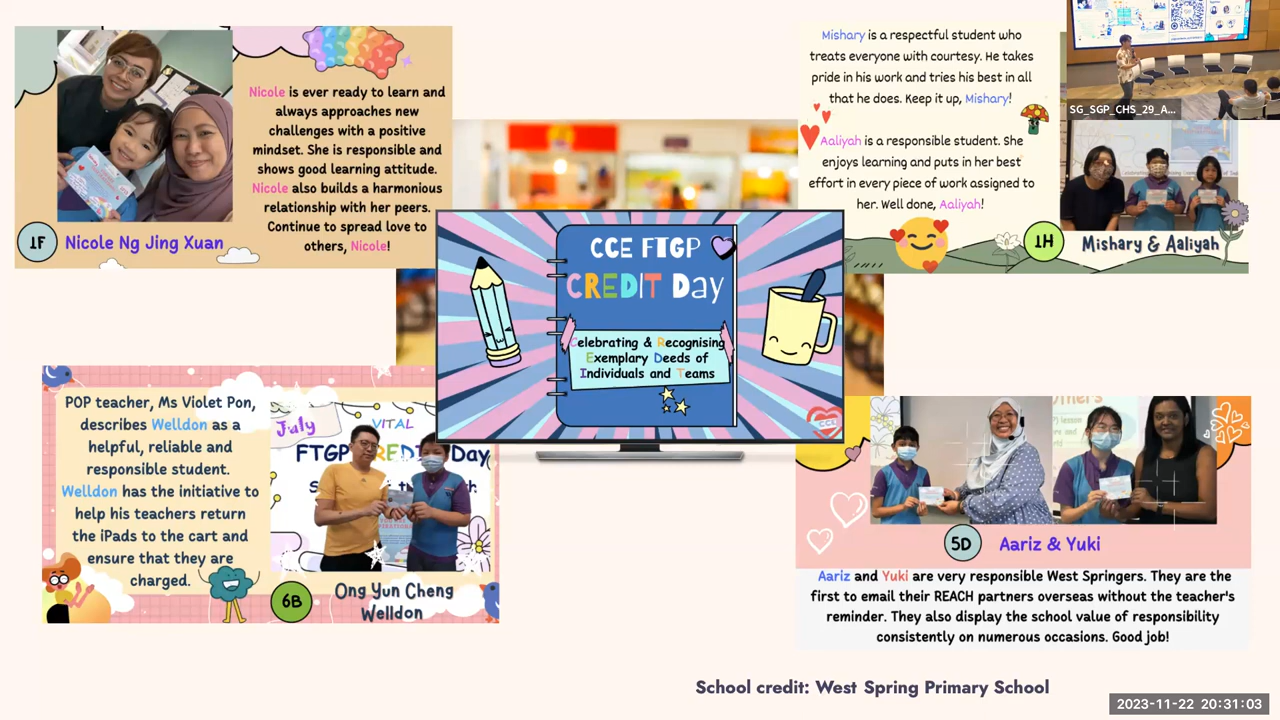 Nicole is ever ready to learn and
always approaches new
challenges with a positive
mindset. She is responsible and
shows good learning attitude.
Nicole also builds a harmonious
relationship with her peers.
Continue to spread love to
others, Nicole!
1F
Nicole Ng Jing Xuan
Mishary is a respectful student who
treats everyone with courtesy. He takes
pride in his work and tries his best in all
that he does. Keep it up, Mishary!
Aaliyah is a responsible student. She
enjoys learning and puts in her best
effort in every piece of work assigned to
her. Well done, Aaliyah!
1H
Mishary & Aaliyah
SG_SGP_CHS_29_A...
CCE FTGP
CREDIT Day
Celebrating & Recognising
Exemplary Deeds of
Individuals and Teams
CCE
POP teacher, Ms Violet Pon,
describes Welldon as a
helpful, reliable and
responsible student.
Welldon has the initiative to
help his teachers return
the iPads to the cart and
ensure that they are
charged.
July
VITAL
FTGP CREDIT Day
6B
Ong Yun Cheng
Welldon
5D
Aariz & Yuki
Aariz and Yuki are very responsible West Springers. They are the
first to email their REACH partners overseas without the teacher's
reminder. They also display the school value of responsibility
consistently on numerous occasions. Good job!
School credit: West Spring Primary School
2023-11-22 20:31:03